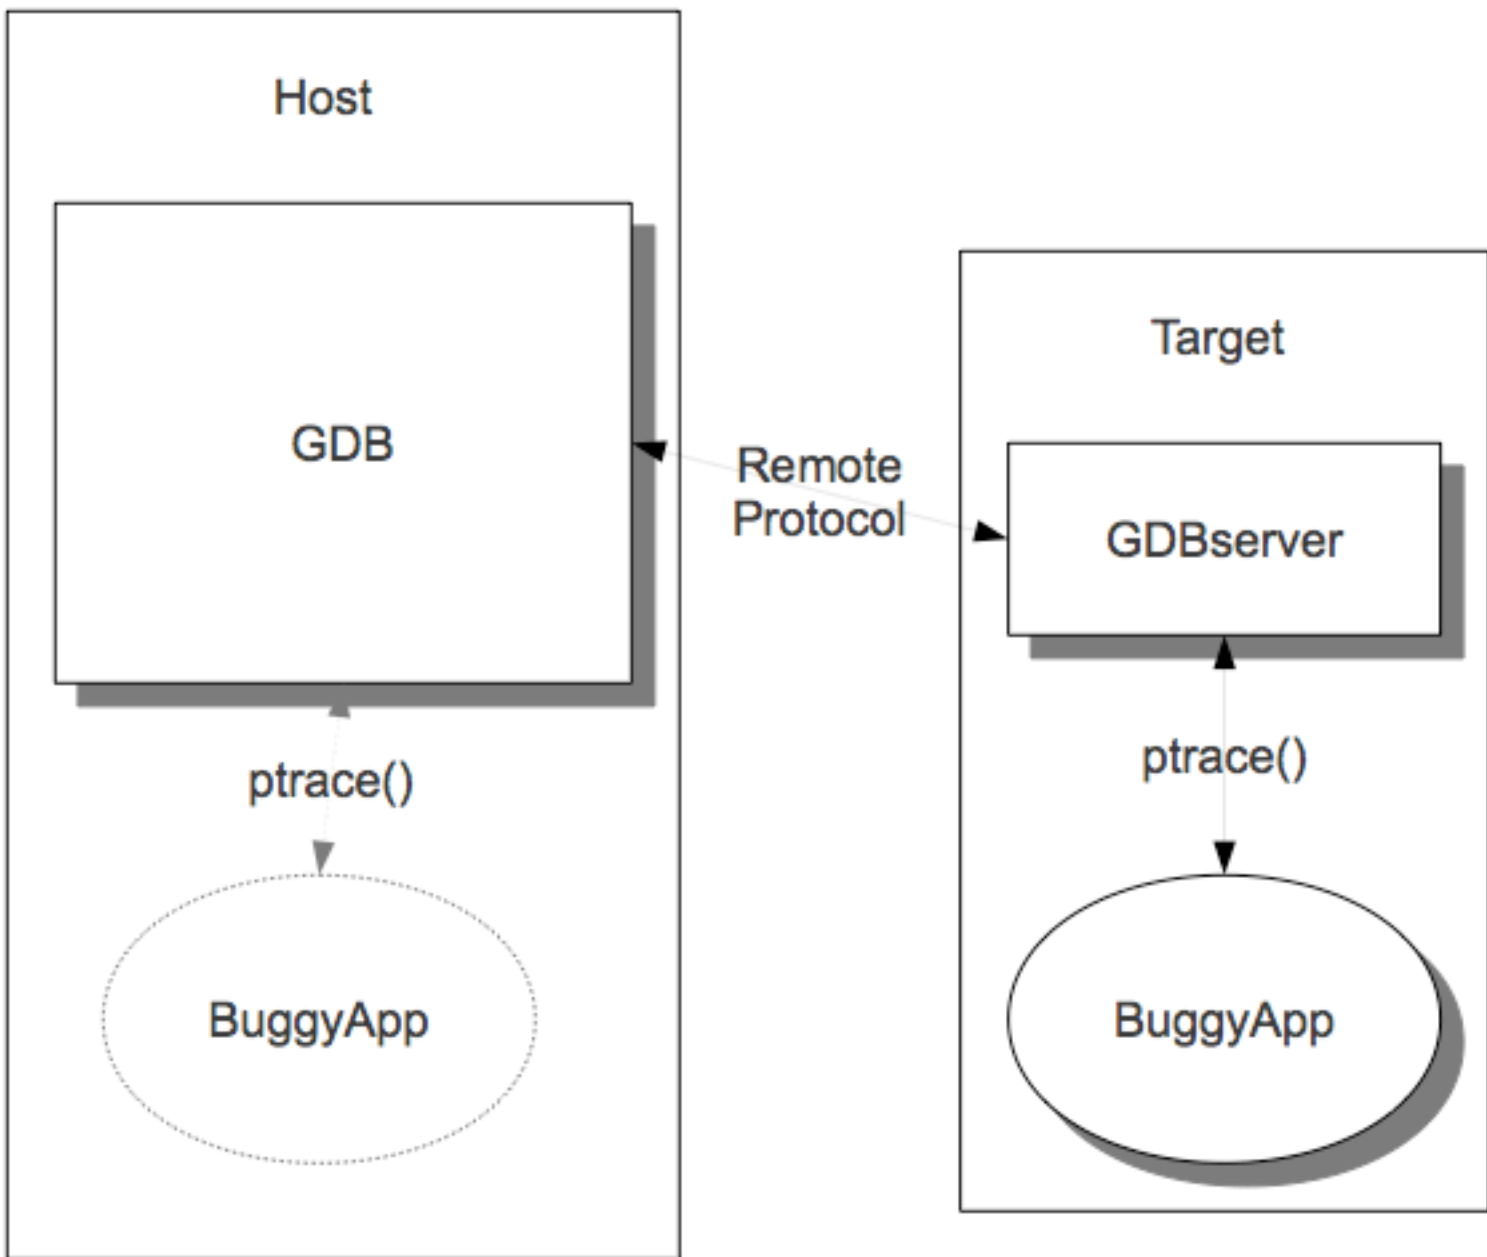 Host
GDB
ptrace()
BuggyApp
Remote
Protocol
Target
GDBserver
ptrace()
BuggyApp